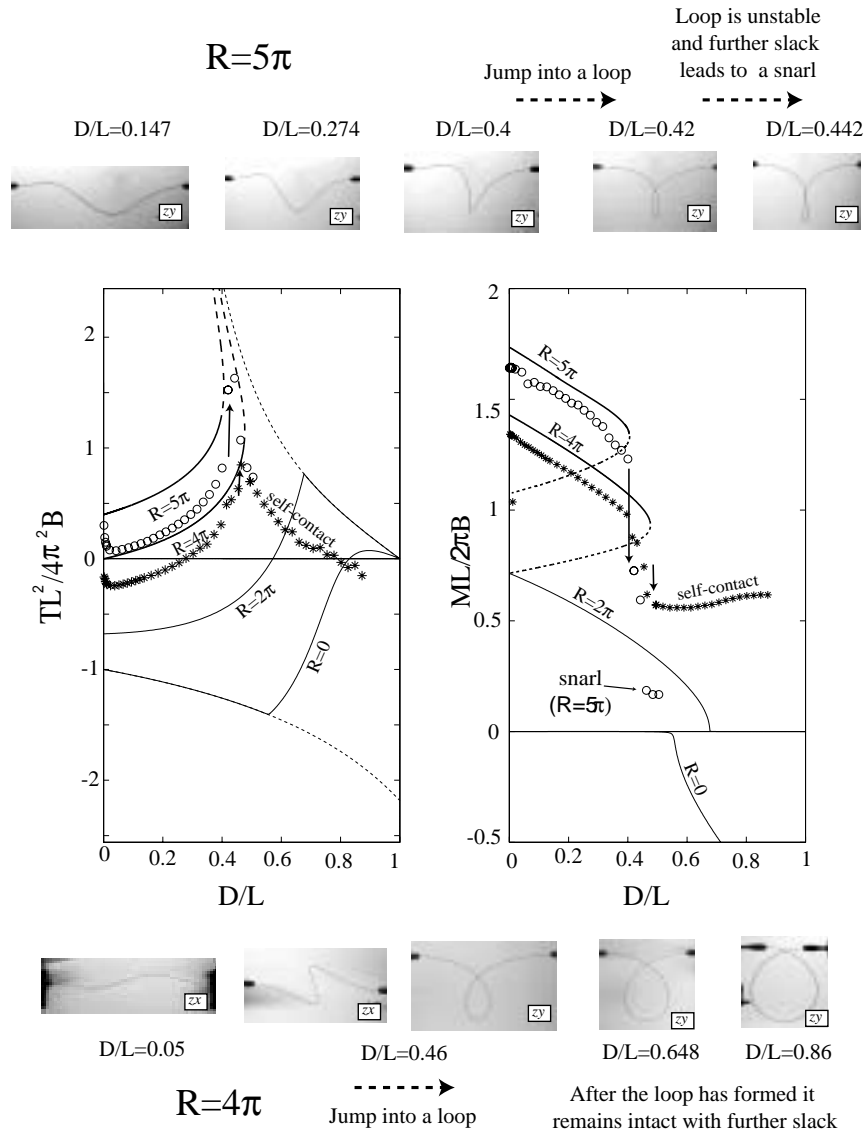 Loop is unstable
and further slack
leads to a snarl
R=5π
Jump into a loop
D/L=0.147
D/L=0.274
D/L=0.4
D/L=0.42
D/L=0.442
zy
zy
zy
zy
zy
2
1
0
-1
-2
TL²/4π²B
R=5π
R=4π
self-contact
R=2π
R=0
0
0.2
0.4
0.6
0.8
1
D/L
2
1.5
1
0.5
0
-0.5
ML/2πB
R=5π
R=4π
R=2π
self-contact
snarl
(R=5π)
R=0
0
0.2
0.4
0.6
0.8
1
D/L
zx
zx
zy
zy
zy
D/L=0.05
D/L=0.46
D/L=0.648
D/L=0.86
R=4π
Jump into a loop
After the loop has formed it
remains intact with further slack